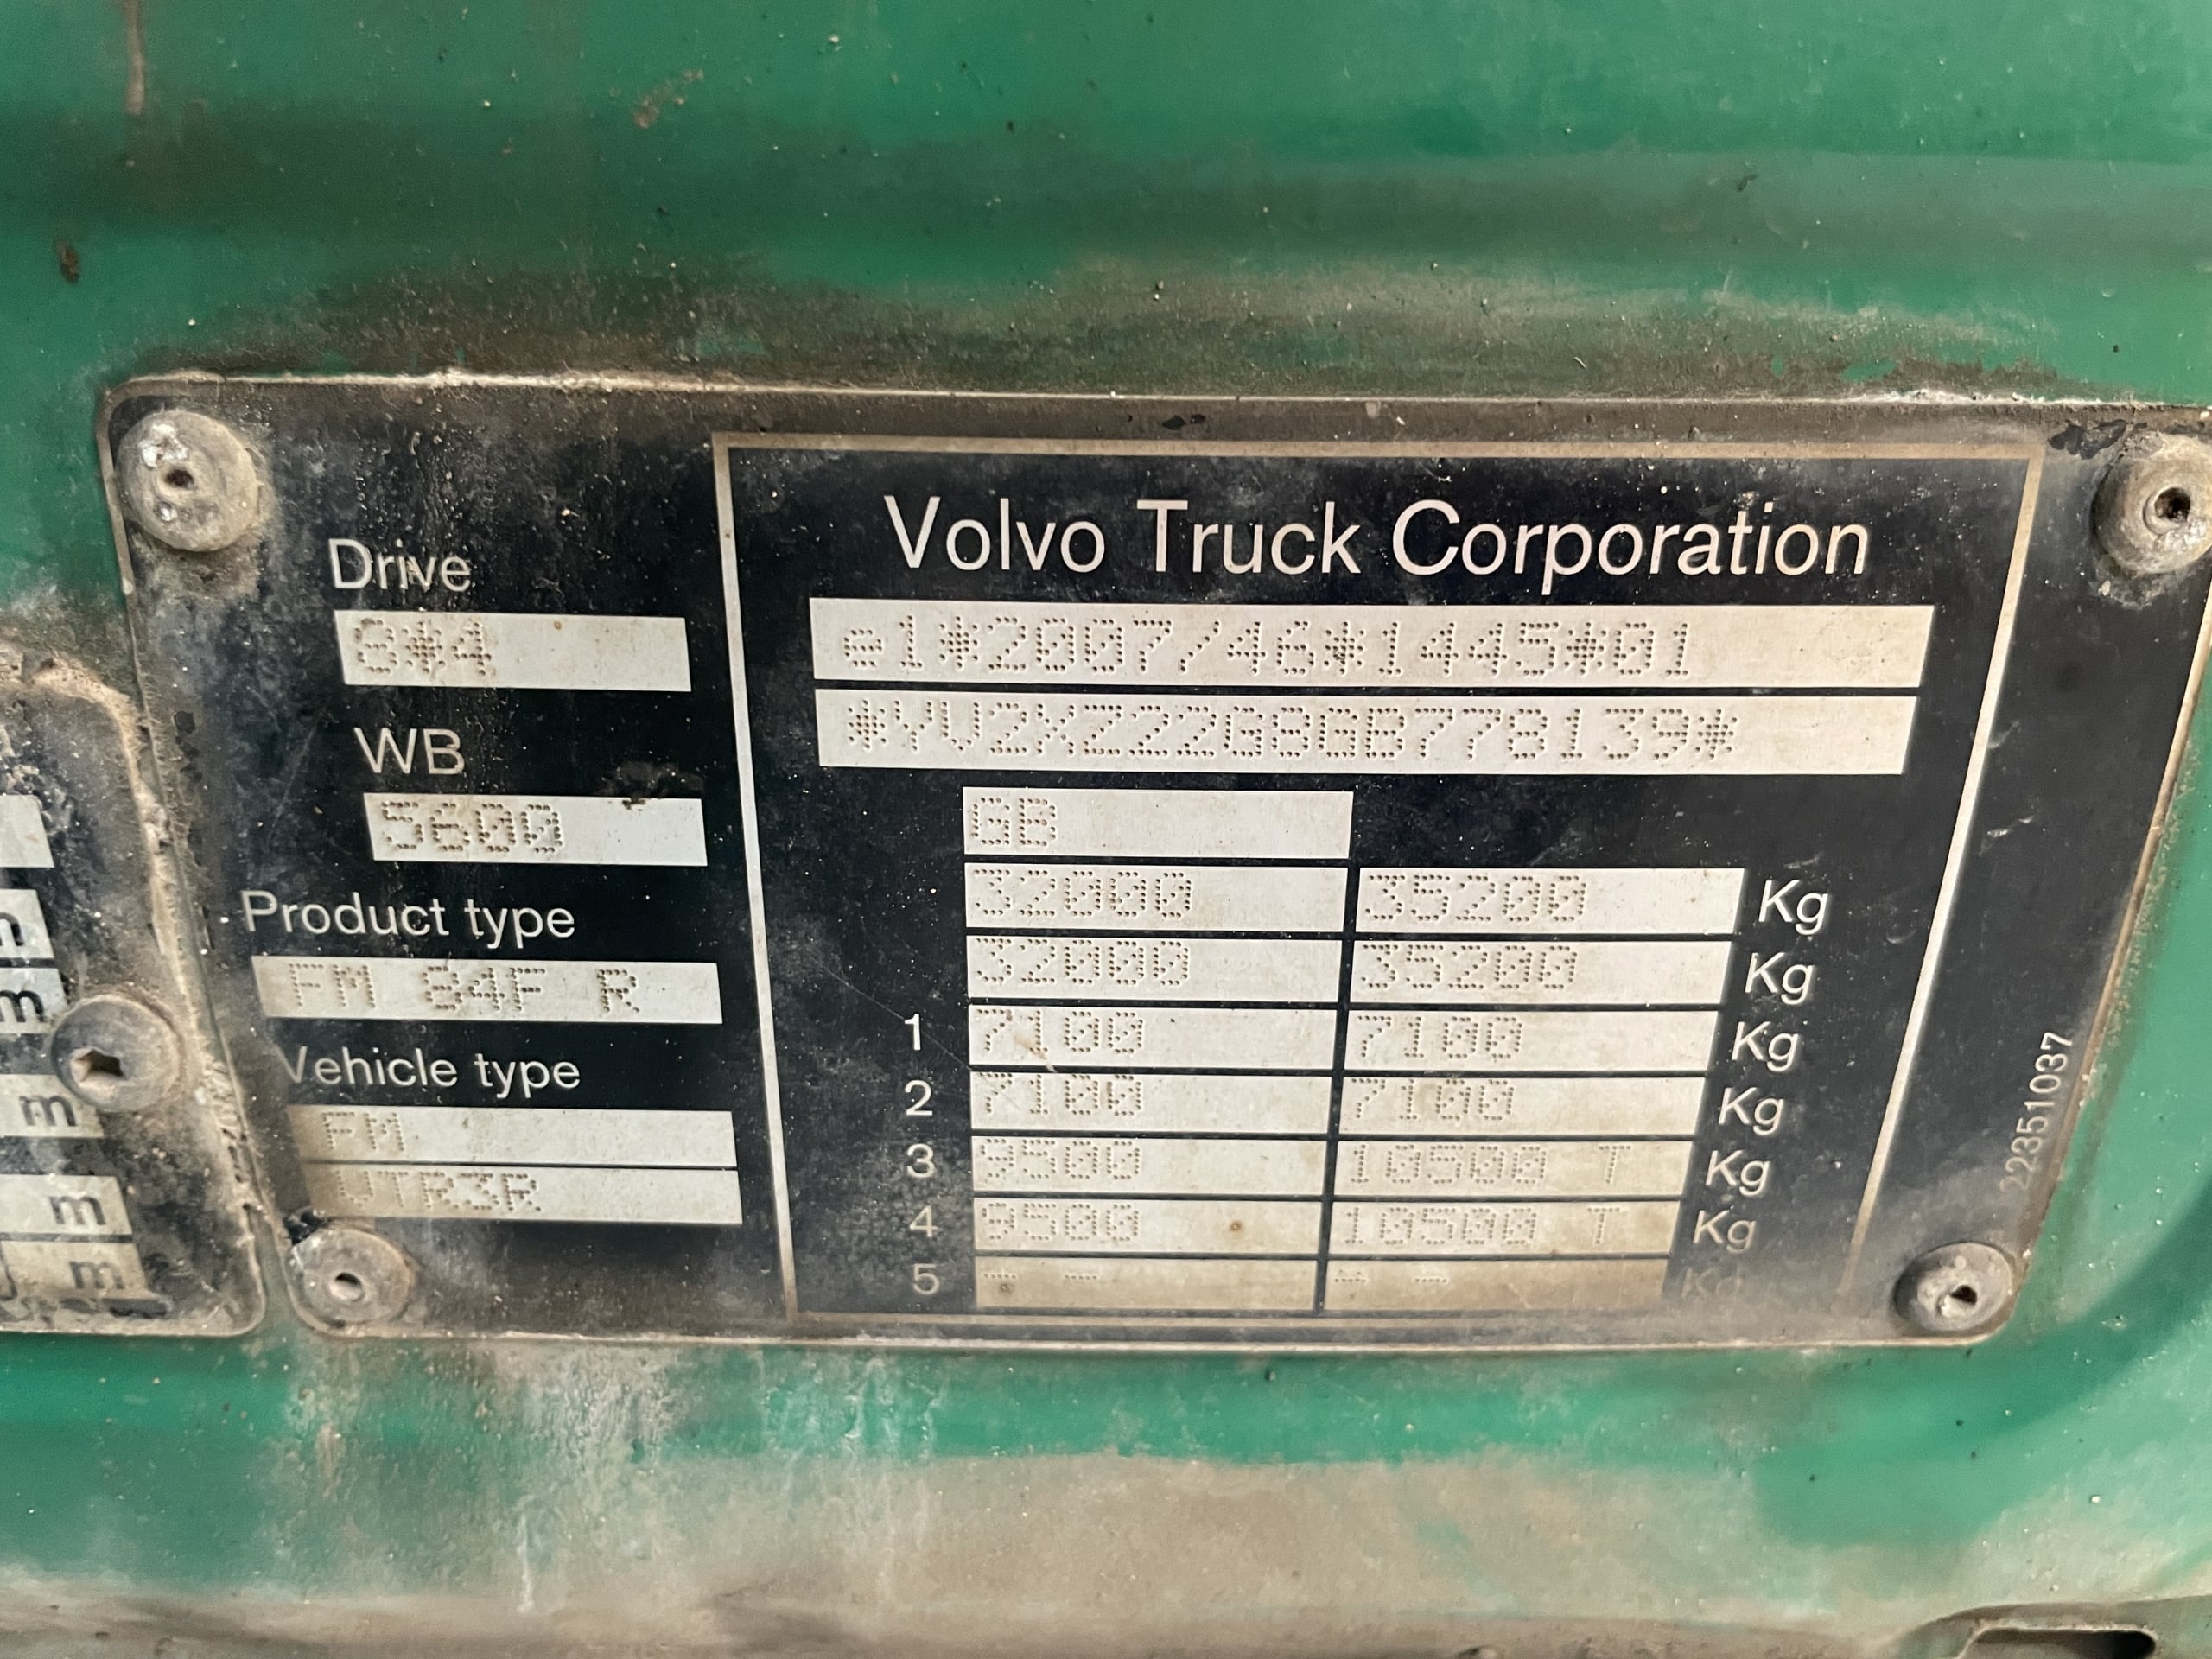 Drive
8*4
WB
5600
Product type
FM 84F R
Vehicle type
FM
VTR3R
Volvo Truck Corporation
e1*2007/46*1445*01
*YV2XZ22G8GB778139*
GB
32000 35200 Kg
32000 35200 Kg
1 7100 7100 Kg
2 7100 7100 Kg
3 9500 10500 T Kg
4 9500 10500 T Kg
5 - - - - Kg
22351037
m
m
m
m
m